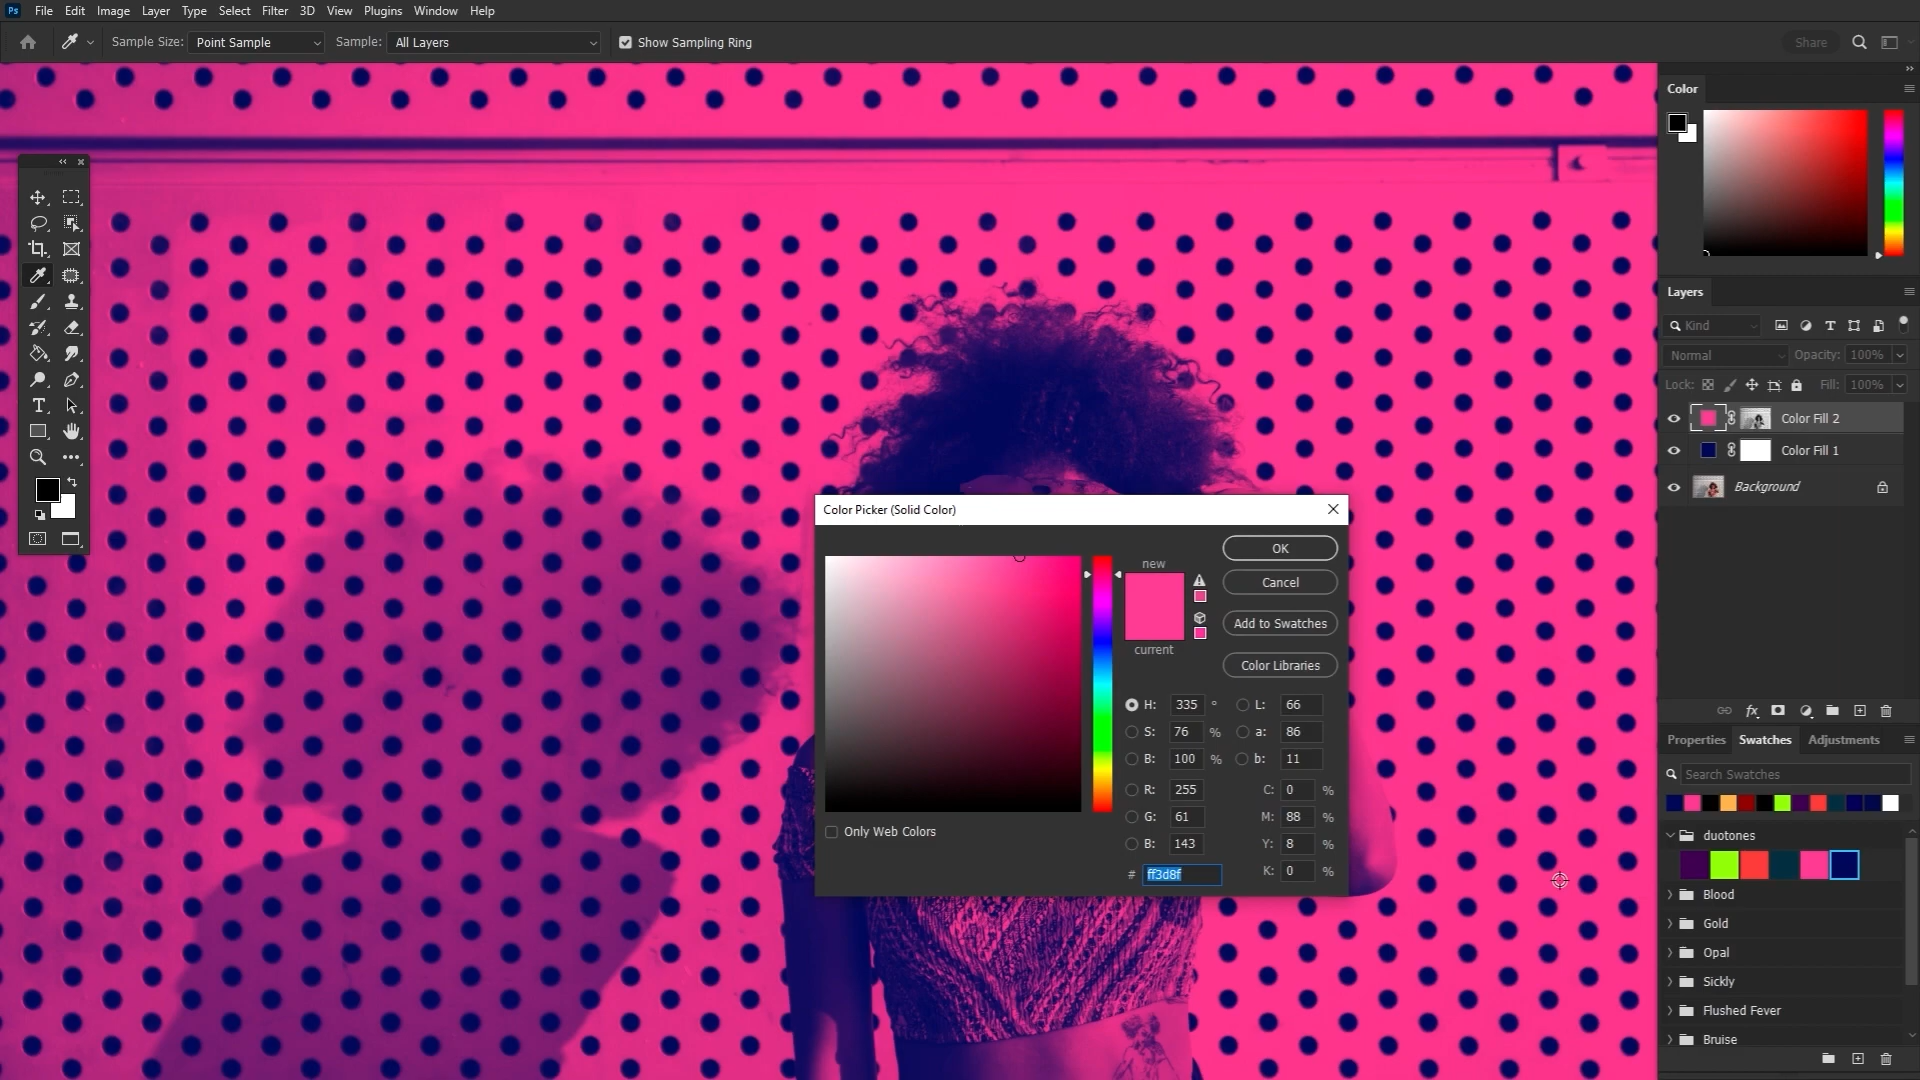 Ps File Edit Image Layer Type Select Filter 3D View Plugins Window Help
Sample Size: Point Sample Sample: All Layers Show Sampling Ring Share
Color
Layers
Kind
Normal Opacity: 100%
Lock: Fill: 100%
Color Fill 2
Color Fill 1
Background
Properties Swatches Adjustments
Search Swatches
duotones
Blood
Gold
Opal
Sickly
Flushed Fever
Bruise
Color Picker (Solid Color)
new
current
OK
Cancel
Add to Swatches
Color Libraries
H: 335 ° L: 66
S: 76 % a: 86
B: 100 % b: 11
R: 255 C: 0 %
G: 61 M: 88 %
B: 143 Y: 8 %
# ff3d8f K: 0 %
Only Web Colors